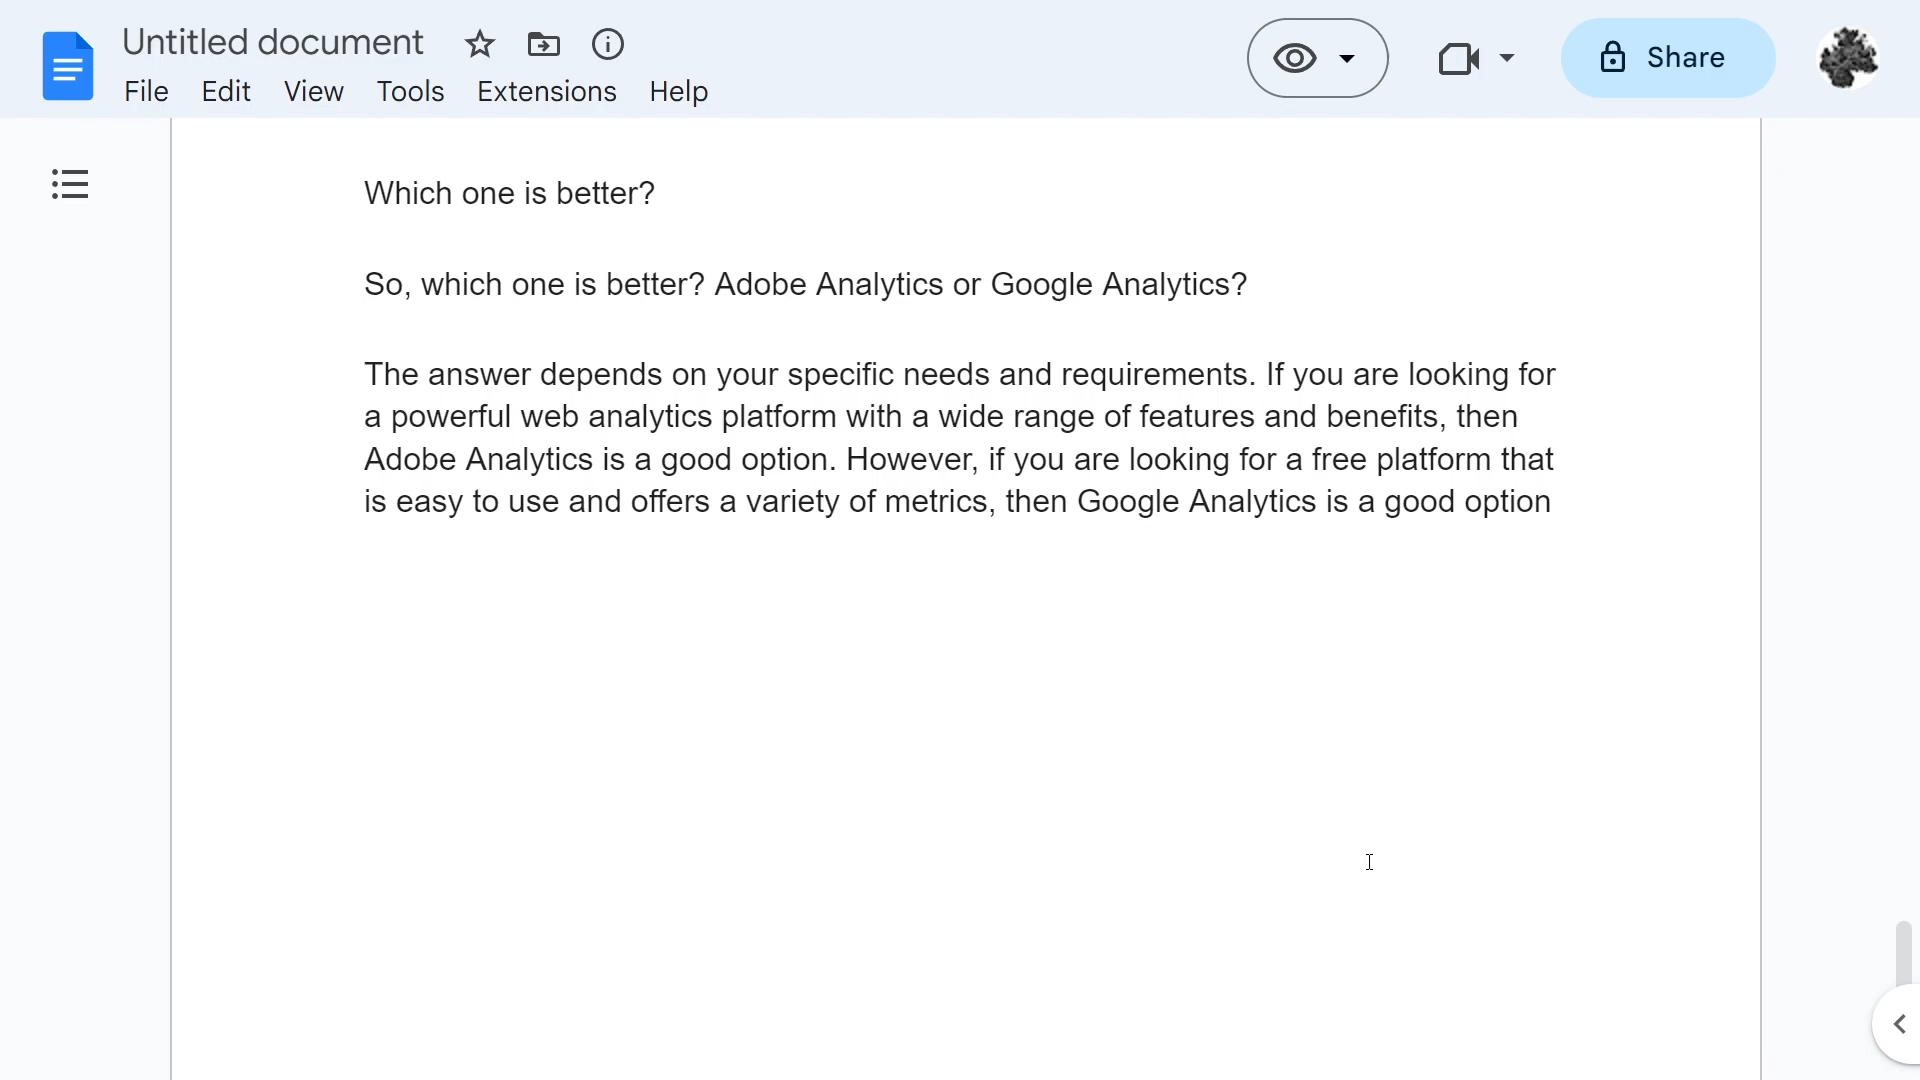 Untitled document
File Edit View Tools Extensions Help
Share
Which one is better?
So, which one is better? Adobe Analytics or Google Analytics?
The answer depends on your specific needs and requirements. If you are looking for
a powerful web analytics platform with a wide range of features and benefits, then
Adobe Analytics is a good option. However, if you are looking for a free platform that
is easy to use and offers a variety of metrics, then Google Analytics is a good option